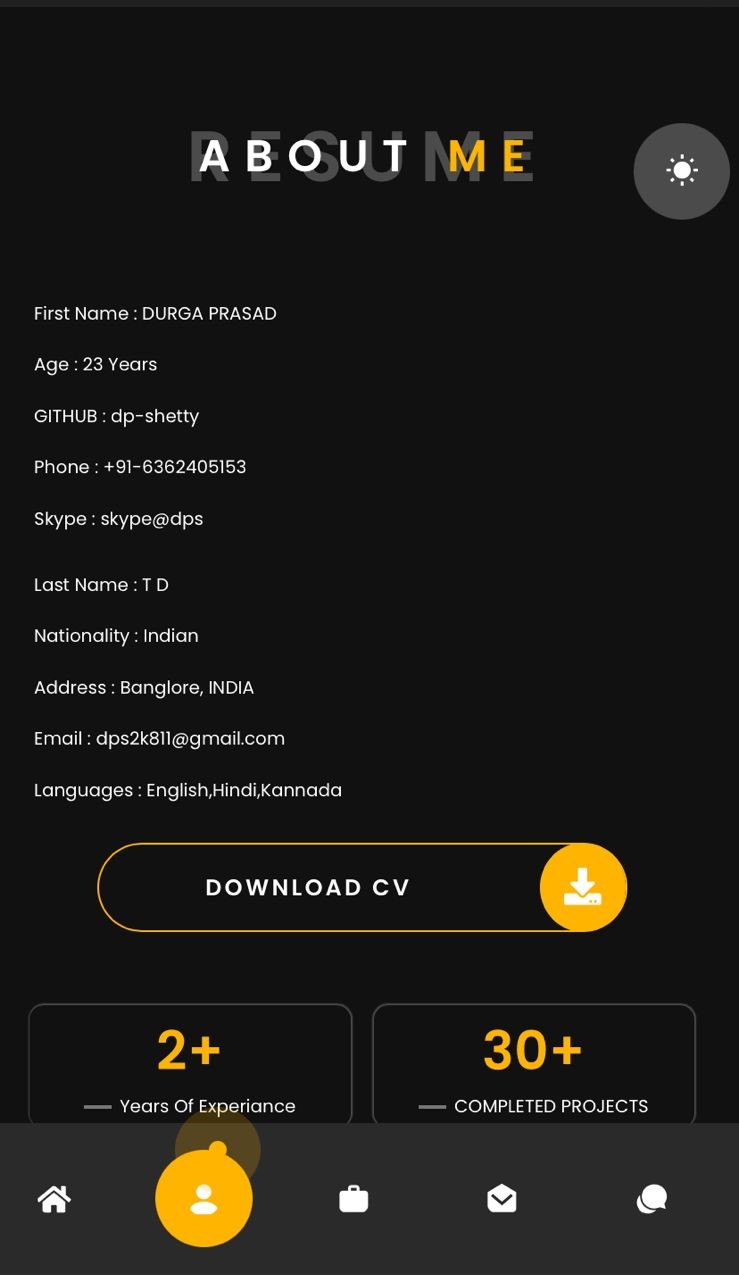 RESUME
ABOUT ME
First Name : DURGA PRASAD
Age : 23 Years
GITHUB : dp-shetty
Phone : +91-6362405153
Skype : skype@dps
Last Name : T D
Nationality : Indian
Address : Banglore, INDIA
Email : dps2k811@gmail.com
Languages : English,Hindi,Kannada
DOWNLOAD CV
2+
Years Of Experiance
30+
COMPLETED PROJECTS